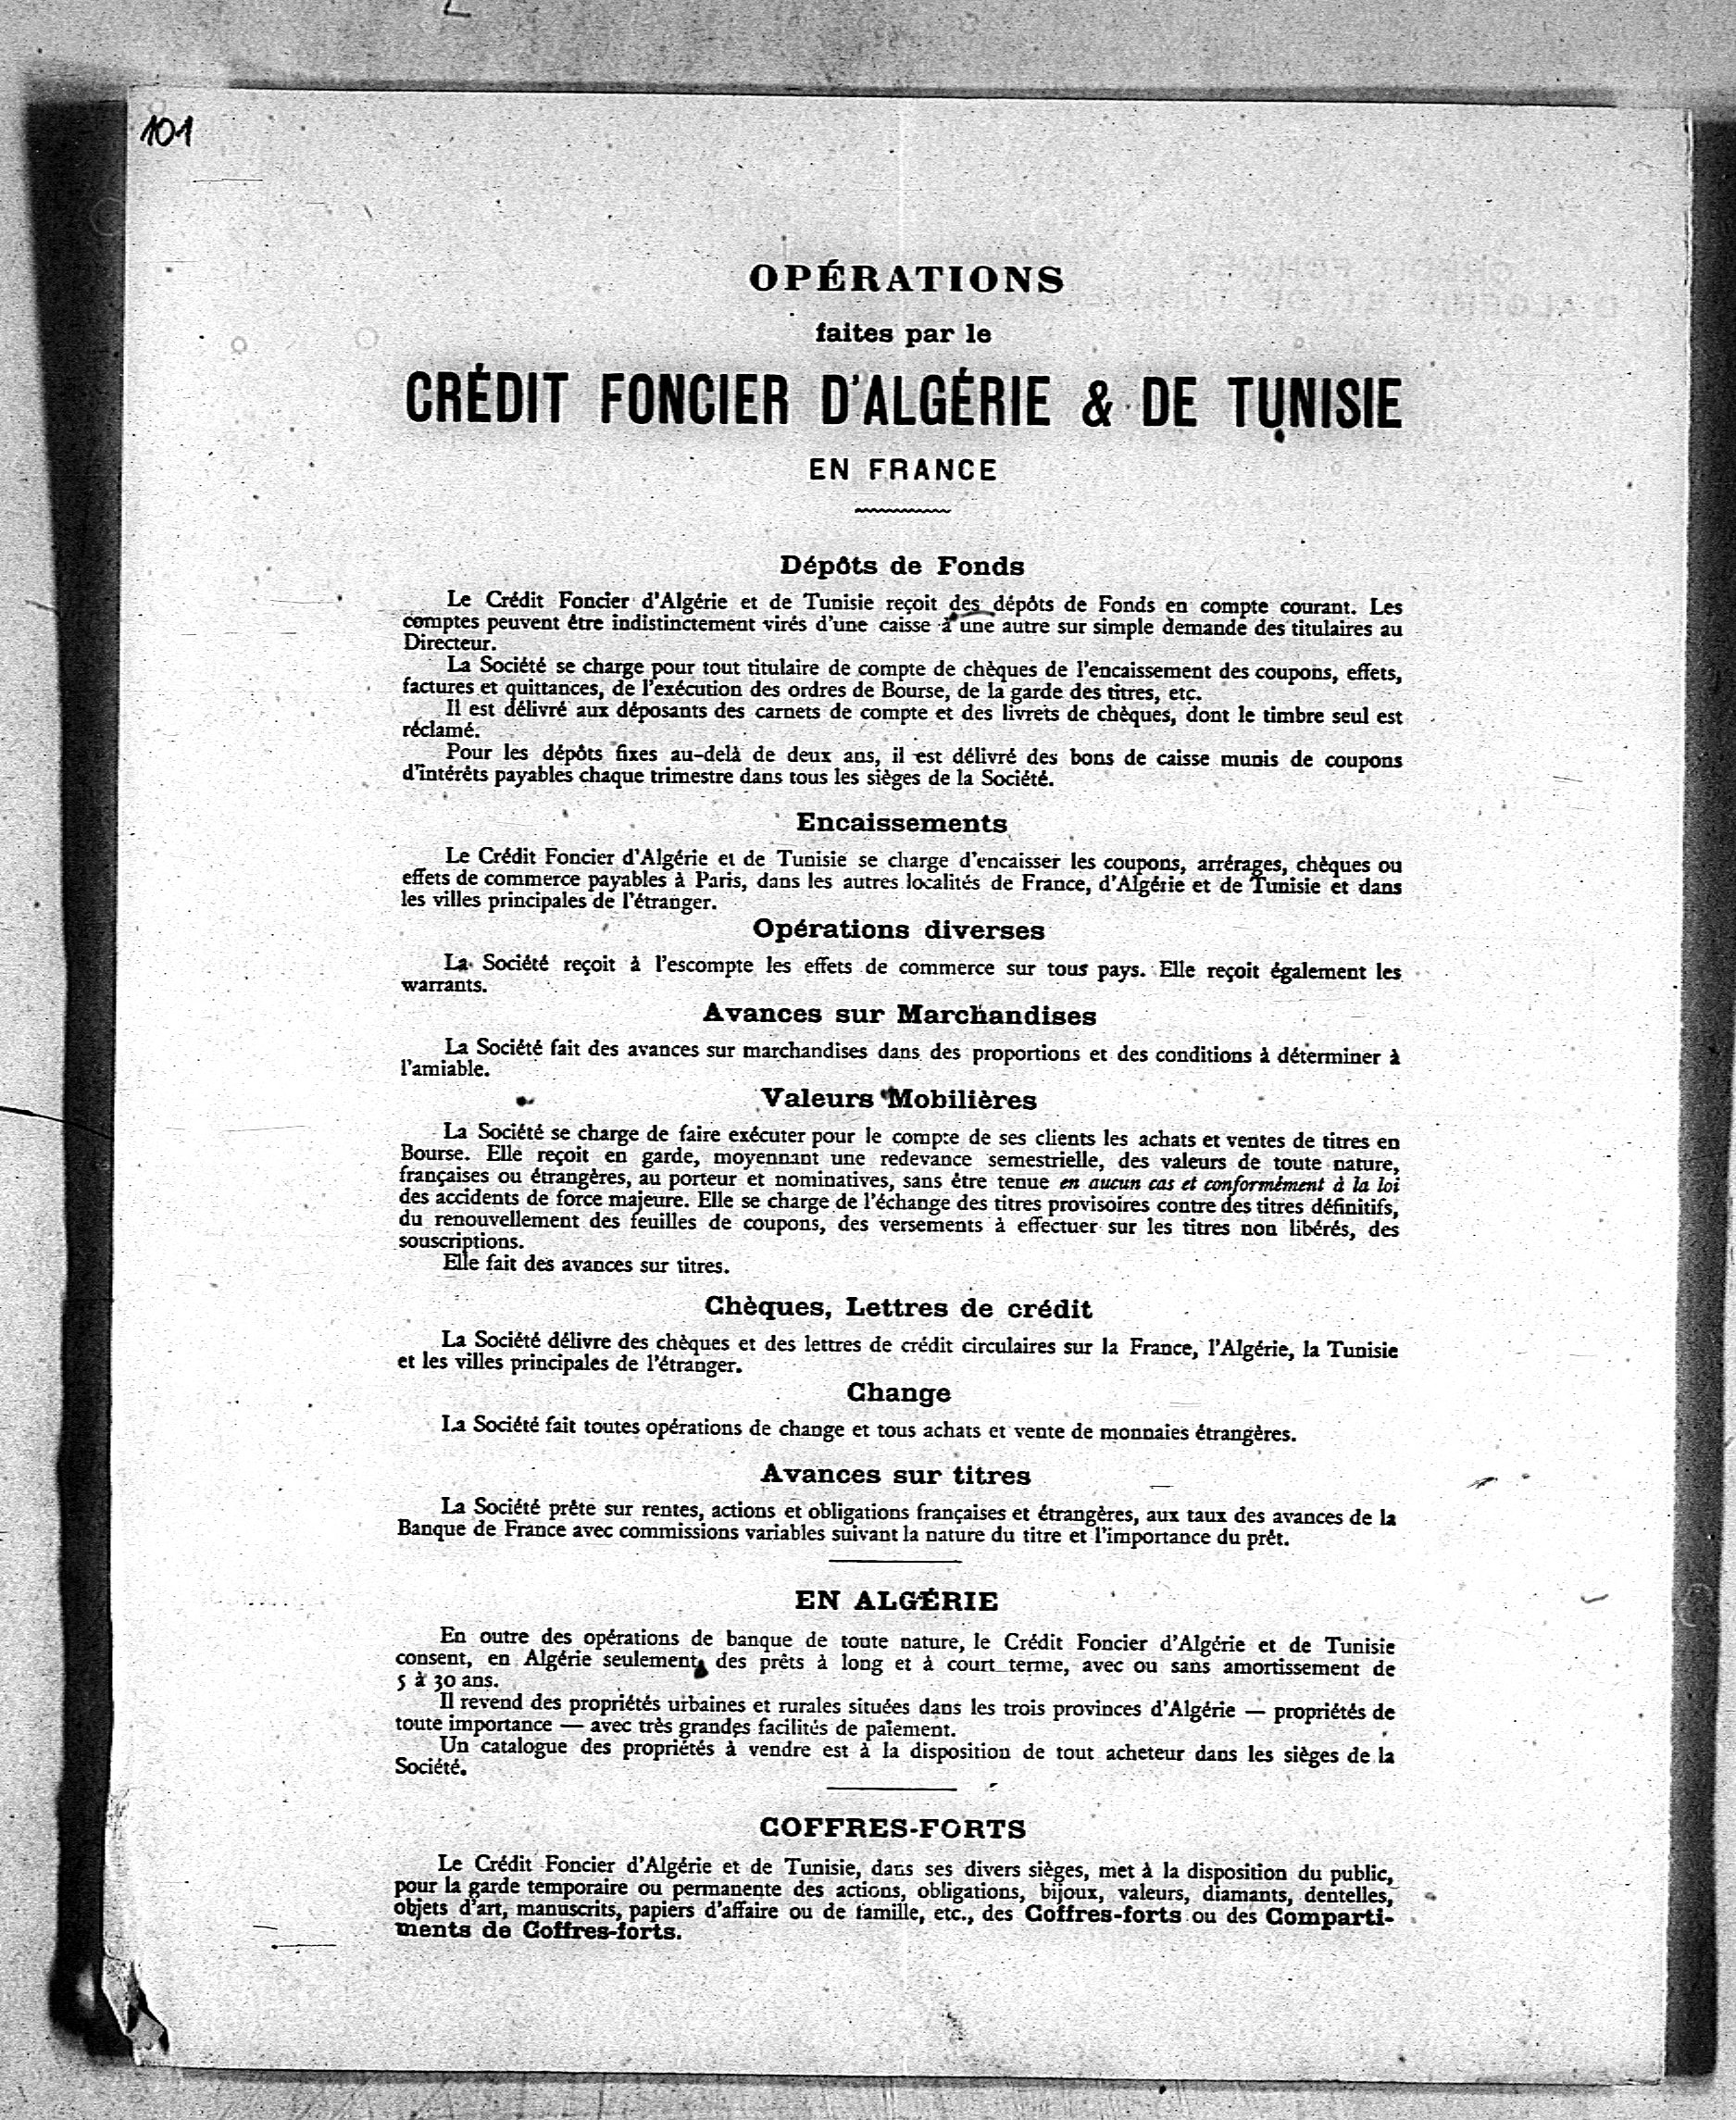 101
OPÉRATIONS
faites par le
CRÉDIT FONCIER D'ALGÉRIE & DE TUNISIE
EN FRANCE
Dépôts de Fonds
Le Crédit Foncier d'Algérie et de Tunisie reçoit des dépôts de Fonds en compte courant. Les
comptes peuvent être indistinctement virés d'une caisse à une autre sur simple demande des titulaires au
Directeur.
La Société se charge pour tout titulaire de compte de chèques de l'encaissement des coupons, effets,
factures et quittances, de l'exécution des ordres de Bourse, de la garde des titres, etc.
Il est délivré aux déposants des carnets de compte et des livrets de chèques, dont le timbre seul est
réclamé.
Pour les dépôts fixes au-delà de deux ans, il est délivré des bons de caisse munis de coupons
d'intérêts payables chaque trimestre dans tous les sièges de la Société.
Encaissements
Le Crédit Foncier d'Algérie et de Tunisie se charge d'encaisser les coupons, arrérages, chèques ou
effets de commerce payables à Paris, dans les autres localités de France, d'Algérie et de Tunisie et dans
les villes principales de l'étranger.
Opérations diverses
La Société reçoit à l'escompte les effets de commerce sur tous pays. Elle reçoit également les
warrants.
Avances sur Marchandises
La Société fait des avances sur marchandises dans des proportions et des conditions à déterminer à
l'amiable.
Valeurs Mobilières
La Société se charge de faire exécuter pour le compte de ses clients les achats et ventes de titres en
Bourse. Elle reçoit en garde, moyennant une redevance semestrielle, des valeurs de toute nature,
françaises ou étrangères, au porteur et nominatives, sans être tenue en aucun cas et conformément à la loi
des accidents de force majeure. Elle se charge de l'échange des titres provisoires contre des titres définitifs,
du renouvellement des feuilles de coupons, des versements à effectuer sur les titres non libérés, des
souscriptions.
Elle fait des avances sur titres.
Chèques, Lettres de crédit
La Société délivre des chèques et des lettres de crédit circulaires sur la France, l'Algérie, la Tunisie
et les villes principales de l'étranger.
Change
La Société fait toutes opérations de change et tous achats et vente de monnaies étrangères.
Avances sur titres
La Société prête sur rentes, actions et obligations françaises et étrangères, aux taux des avances de la
Banque de France avec commissions variables suivant la nature du titre et l'importance du prêt.
EN ALGÉRIE
En outre des opérations de banque de toute nature, le Crédit Foncier d'Algérie et de Tunisie
consent, en Algérie seulement, des prêts à long et à court terme, avec ou sans amortissement de
5 à 30 ans.
Il revend des propriétés urbaines et rurales situées dans les trois provinces d'Algérie — propriétés de
toute importance — avec très grandes facilités de paîement.
Un catalogue des propriétés à vendre est à la disposition de tout acheteur dans les sièges de la
Société.
COFFRES-FORTS
Le Crédit Foncier d'Algérie et de Tunisie, dans ses divers sièges, met à la disposition du public,
pour la garde temporaire ou permanente des actions, obligations, bijoux, valeurs, diamants, dentelles,
objets d'art, manuscrits, papiers d'affaire ou de famille, etc., des Coffres-forts ou des Comparti-
ments de Coffres-forts.